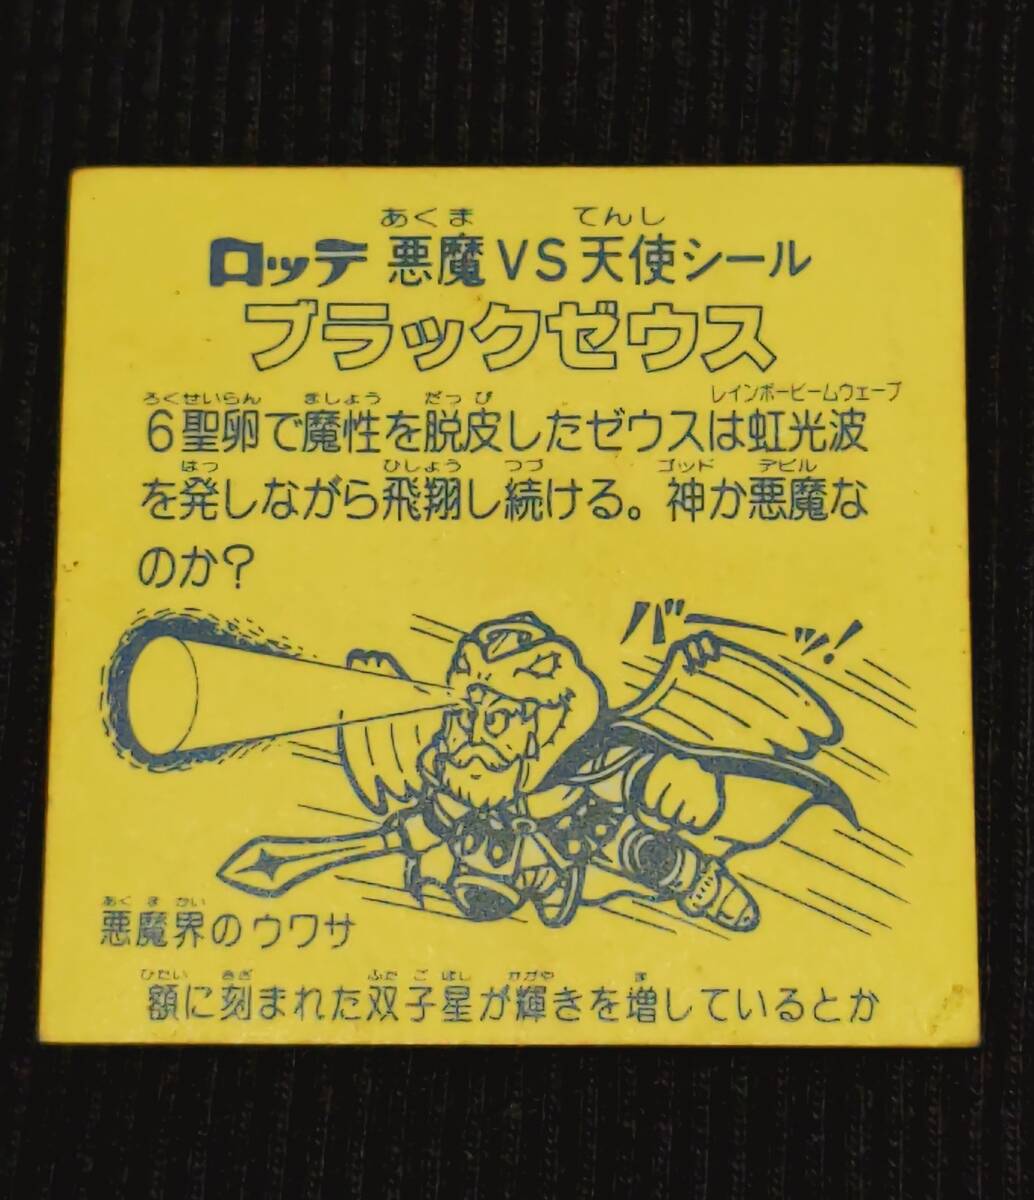 あくま てんし
ロッテ 悪魔VS天使シール
ブラックゼウス
ろくせいらん ましょう だっぴ レインボービームウェーブ
6聖卵で魔性を脱皮したゼウスは虹光波
はっ ひしょう つづ ゴッド デビル
を発しながら飛翔し続ける。神か悪魔な
のか?
バーッ!
あくまかい
悪魔界のウワサ
ひたい きざ ふたごぼし かがや ま
額に刻まれた双子星が輝きを増しているとか